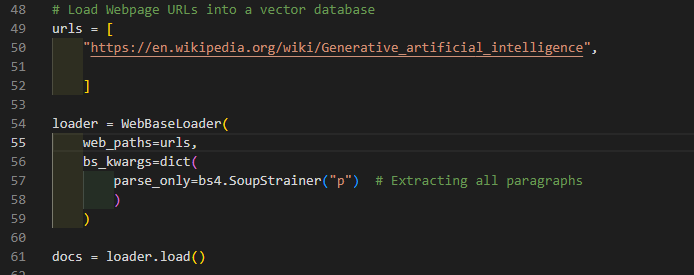 48 # Load Webpage URLs into a vector database
49 urls = [
50     "https://en.wikipedia.org/wiki/Generative_artificial_intelligence",
51
52     ]
53
54 loader = WebBaseLoader(
55     web_paths=urls,
56     bs_kwargs=dict(
57         parse_only=bs4.SoupStrainer("p")  # Extracting all paragraphs
58         )
59     )
60
61 docs = loader.load()